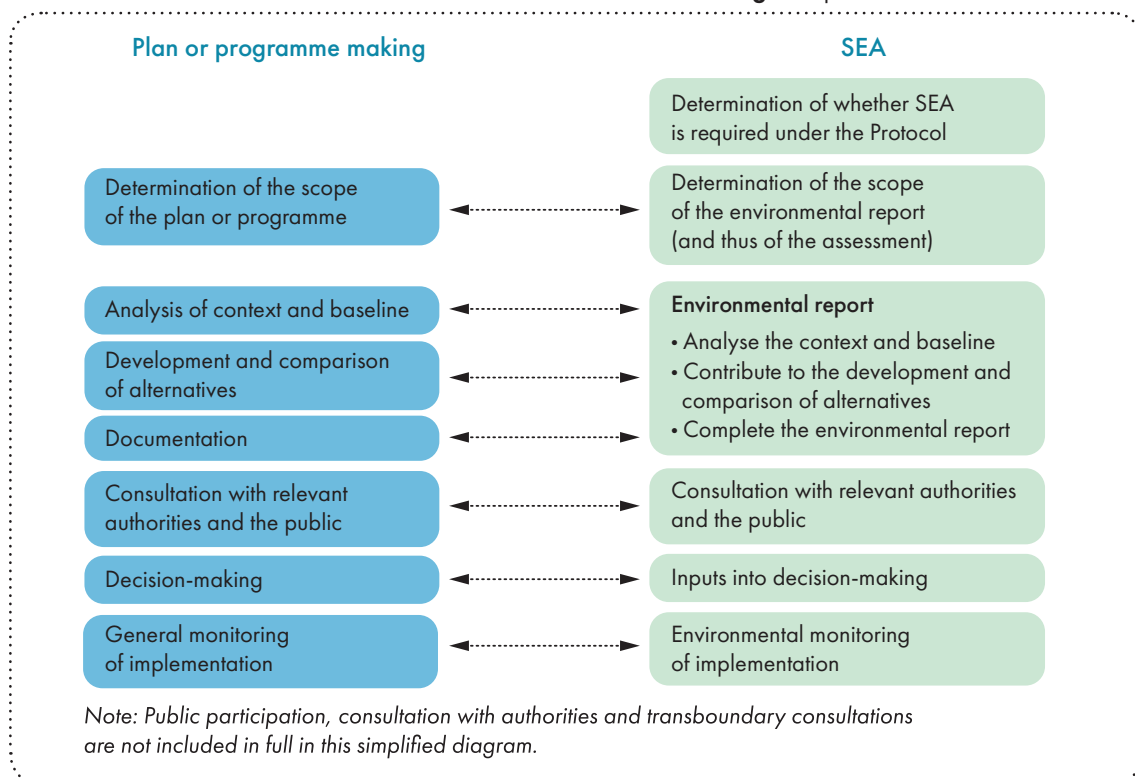 Plan or programme making
SEA
Determination of whether SEA
is required under the Protocol
Determination of the scope
of the plan or programme
Determination of the scope
of the environmental report
(and thus of the assessment)
Analysis of context and baseline
Development and comparison
of alternatives
Documentation
Environmental report
• Analyse the context and baseline
• Contribute to the development and
comparison of alternatives
• Complete the environmental report
Consultation with relevant
authorities and the public
Consultation with relevant authorities
and the public
Decision-making
Inputs into decision-making
General monitoring
of implementation
Environmental monitoring
of implementation
Note: Public participation, consultation with authorities and transboundary consultations
are not included in full in this simplified diagram.